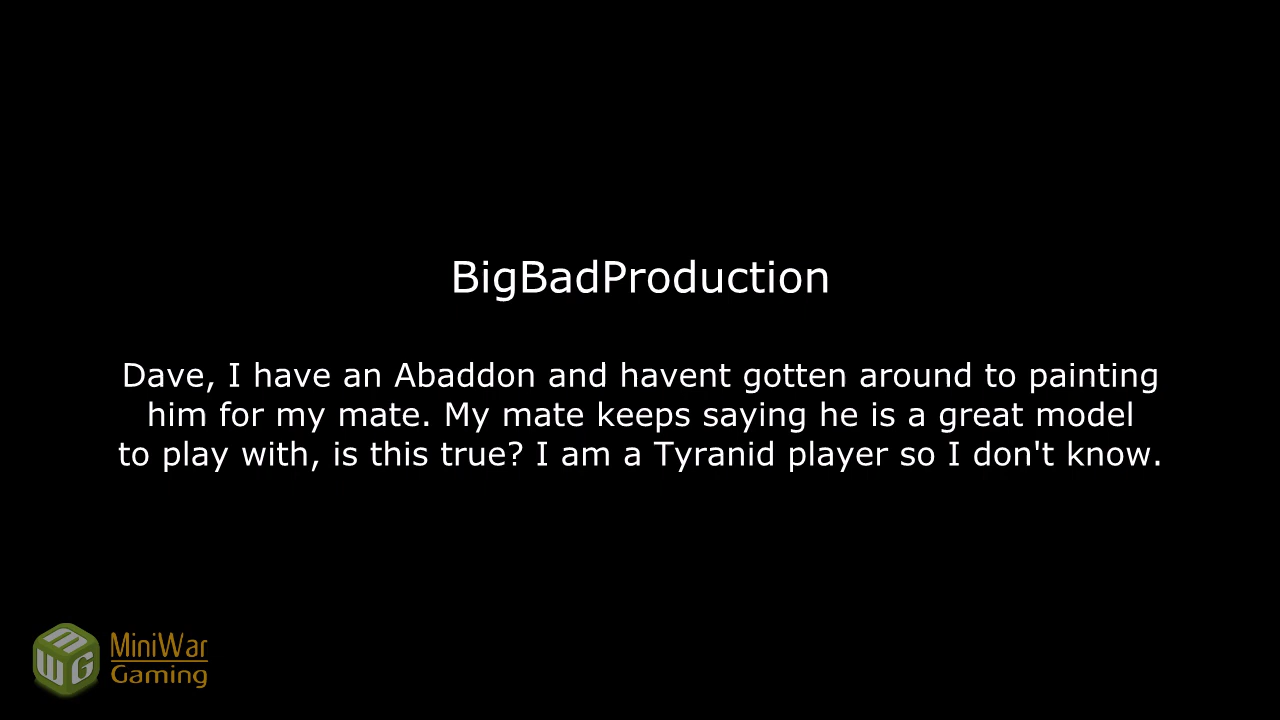 BigBadProduction
Dave, I have an Abaddon and havent gotten around to painting
him for my mate. My mate keeps saying he is a great model
to play with, is this true? I am a Tyranid player so I don't know.
MWG
MiniWar
Gaming